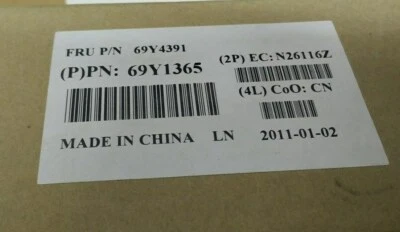 FRU P/N 69Y4391
(P)PN: 69Y1365
(2P) EC: N26116Z
(4L) CoO: CN
MADE IN CHINA LN 2011-01-02